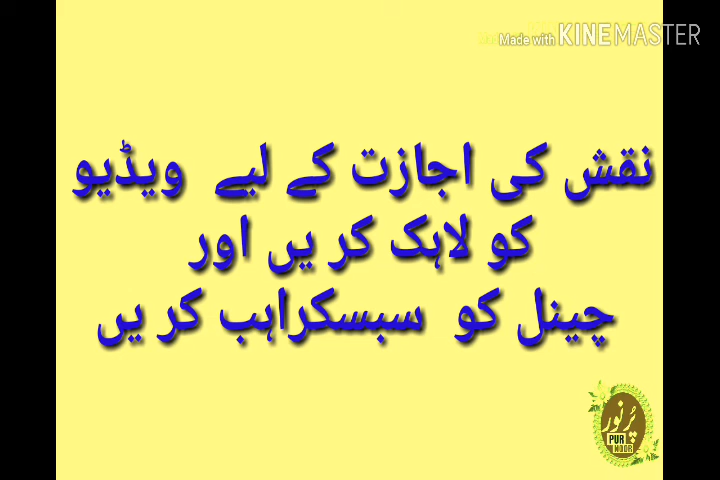 Made with KINEMASTER
نقش کی اجازت کے لیے ویڈیو
کو لاہک کر یں اور
چینل کو سبسکراہب کر یں
پُر نور
PUR
NOOR